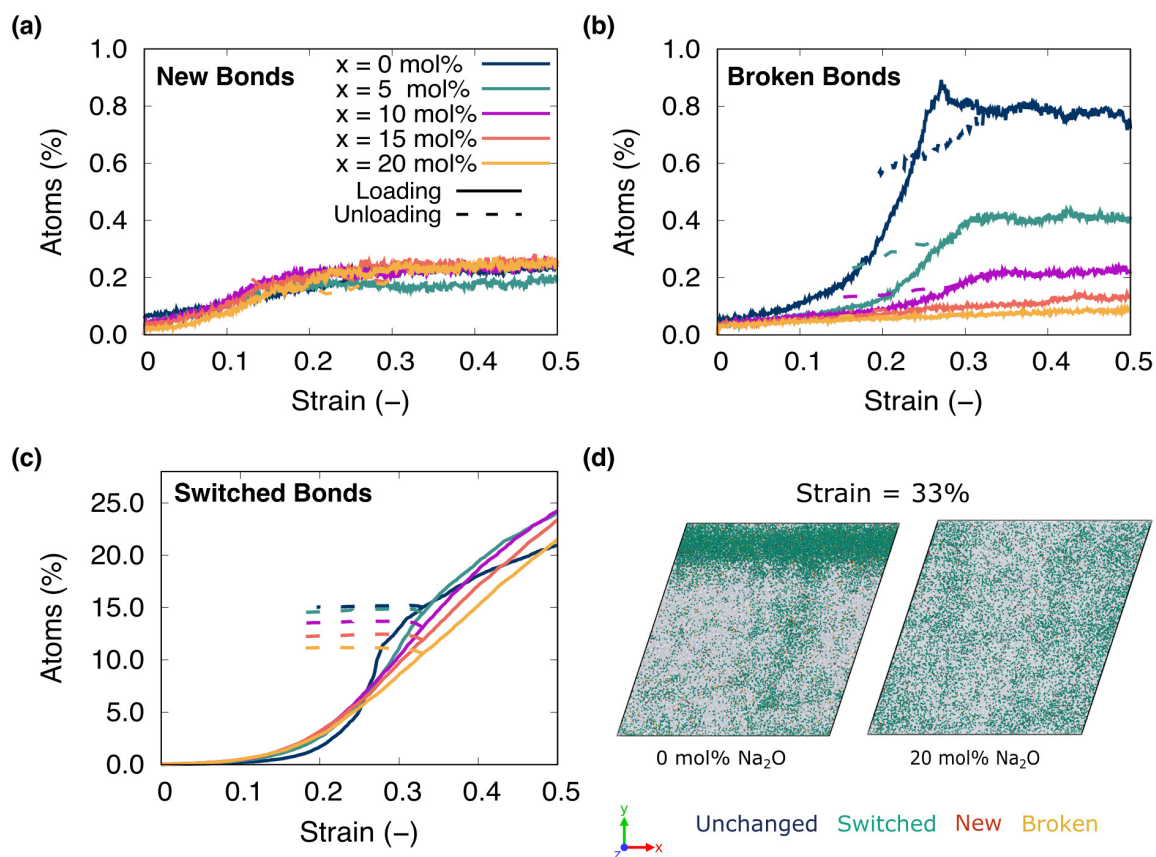 (a)
New Bonds
x = 0 mol%
x = 5 mol%
x = 10 mol%
x = 15 mol%
x = 20 mol%
Loading
Unloading
1.0
0.8
0.6
0.4
0.2
0.0
Atoms (%)
0 0.1 0.2 0.3 0.4 0.5
Strain (–)
(b)
Broken Bonds
1.0
0.8
0.6
0.4
0.2
0.0
Atoms (%)
0 0.1 0.2 0.3 0.4 0.5
Strain (–)
(c)
Switched Bonds
25.0
20.0
15.0
10.0
5.0
0.0
Atoms (%)
0 0.1 0.2 0.3 0.4 0.5
Strain (–)
(d)
Strain = 33%
0 mol% Na₂O
20 mol% Na₂O
y
z x
Unchanged Switched New Broken